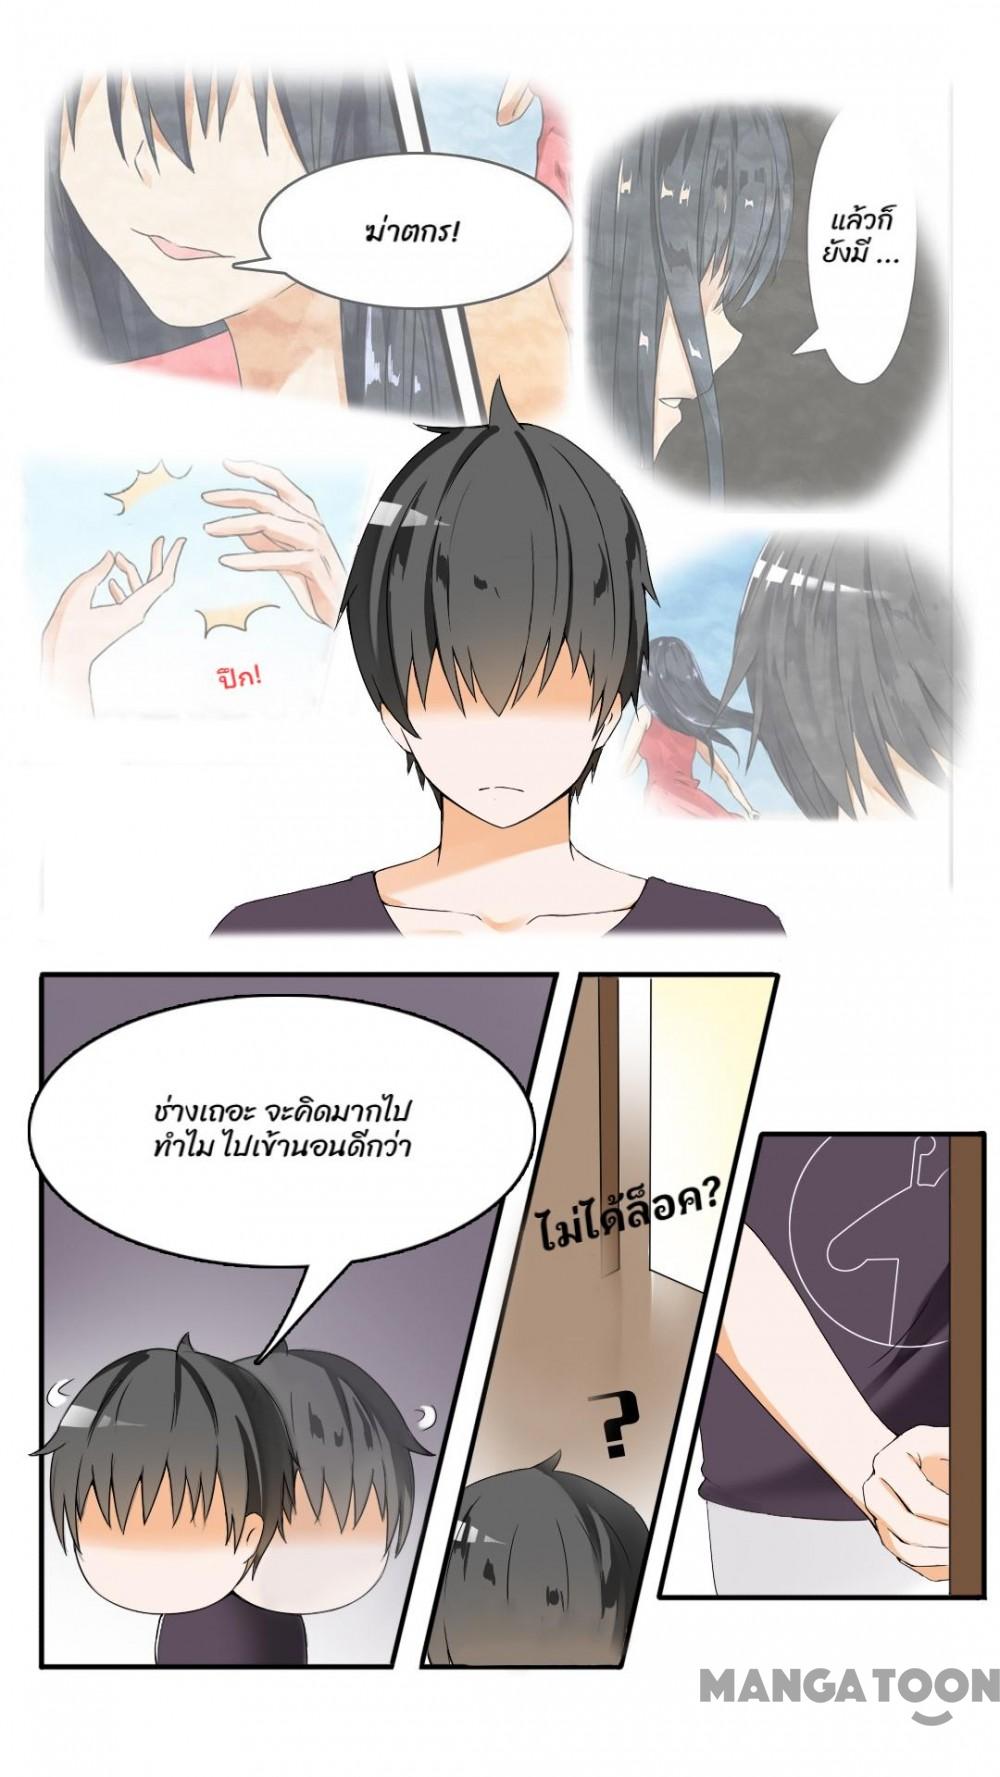 ฆ่าตกร!
แล้วก็
ยังมี ...
ปึก!
ช่างเถอะ จะคิดมากไป
ทำไม ไปเข้านอนดีกว่า
ไม่ได้ล็อค?
?
MANGATOON